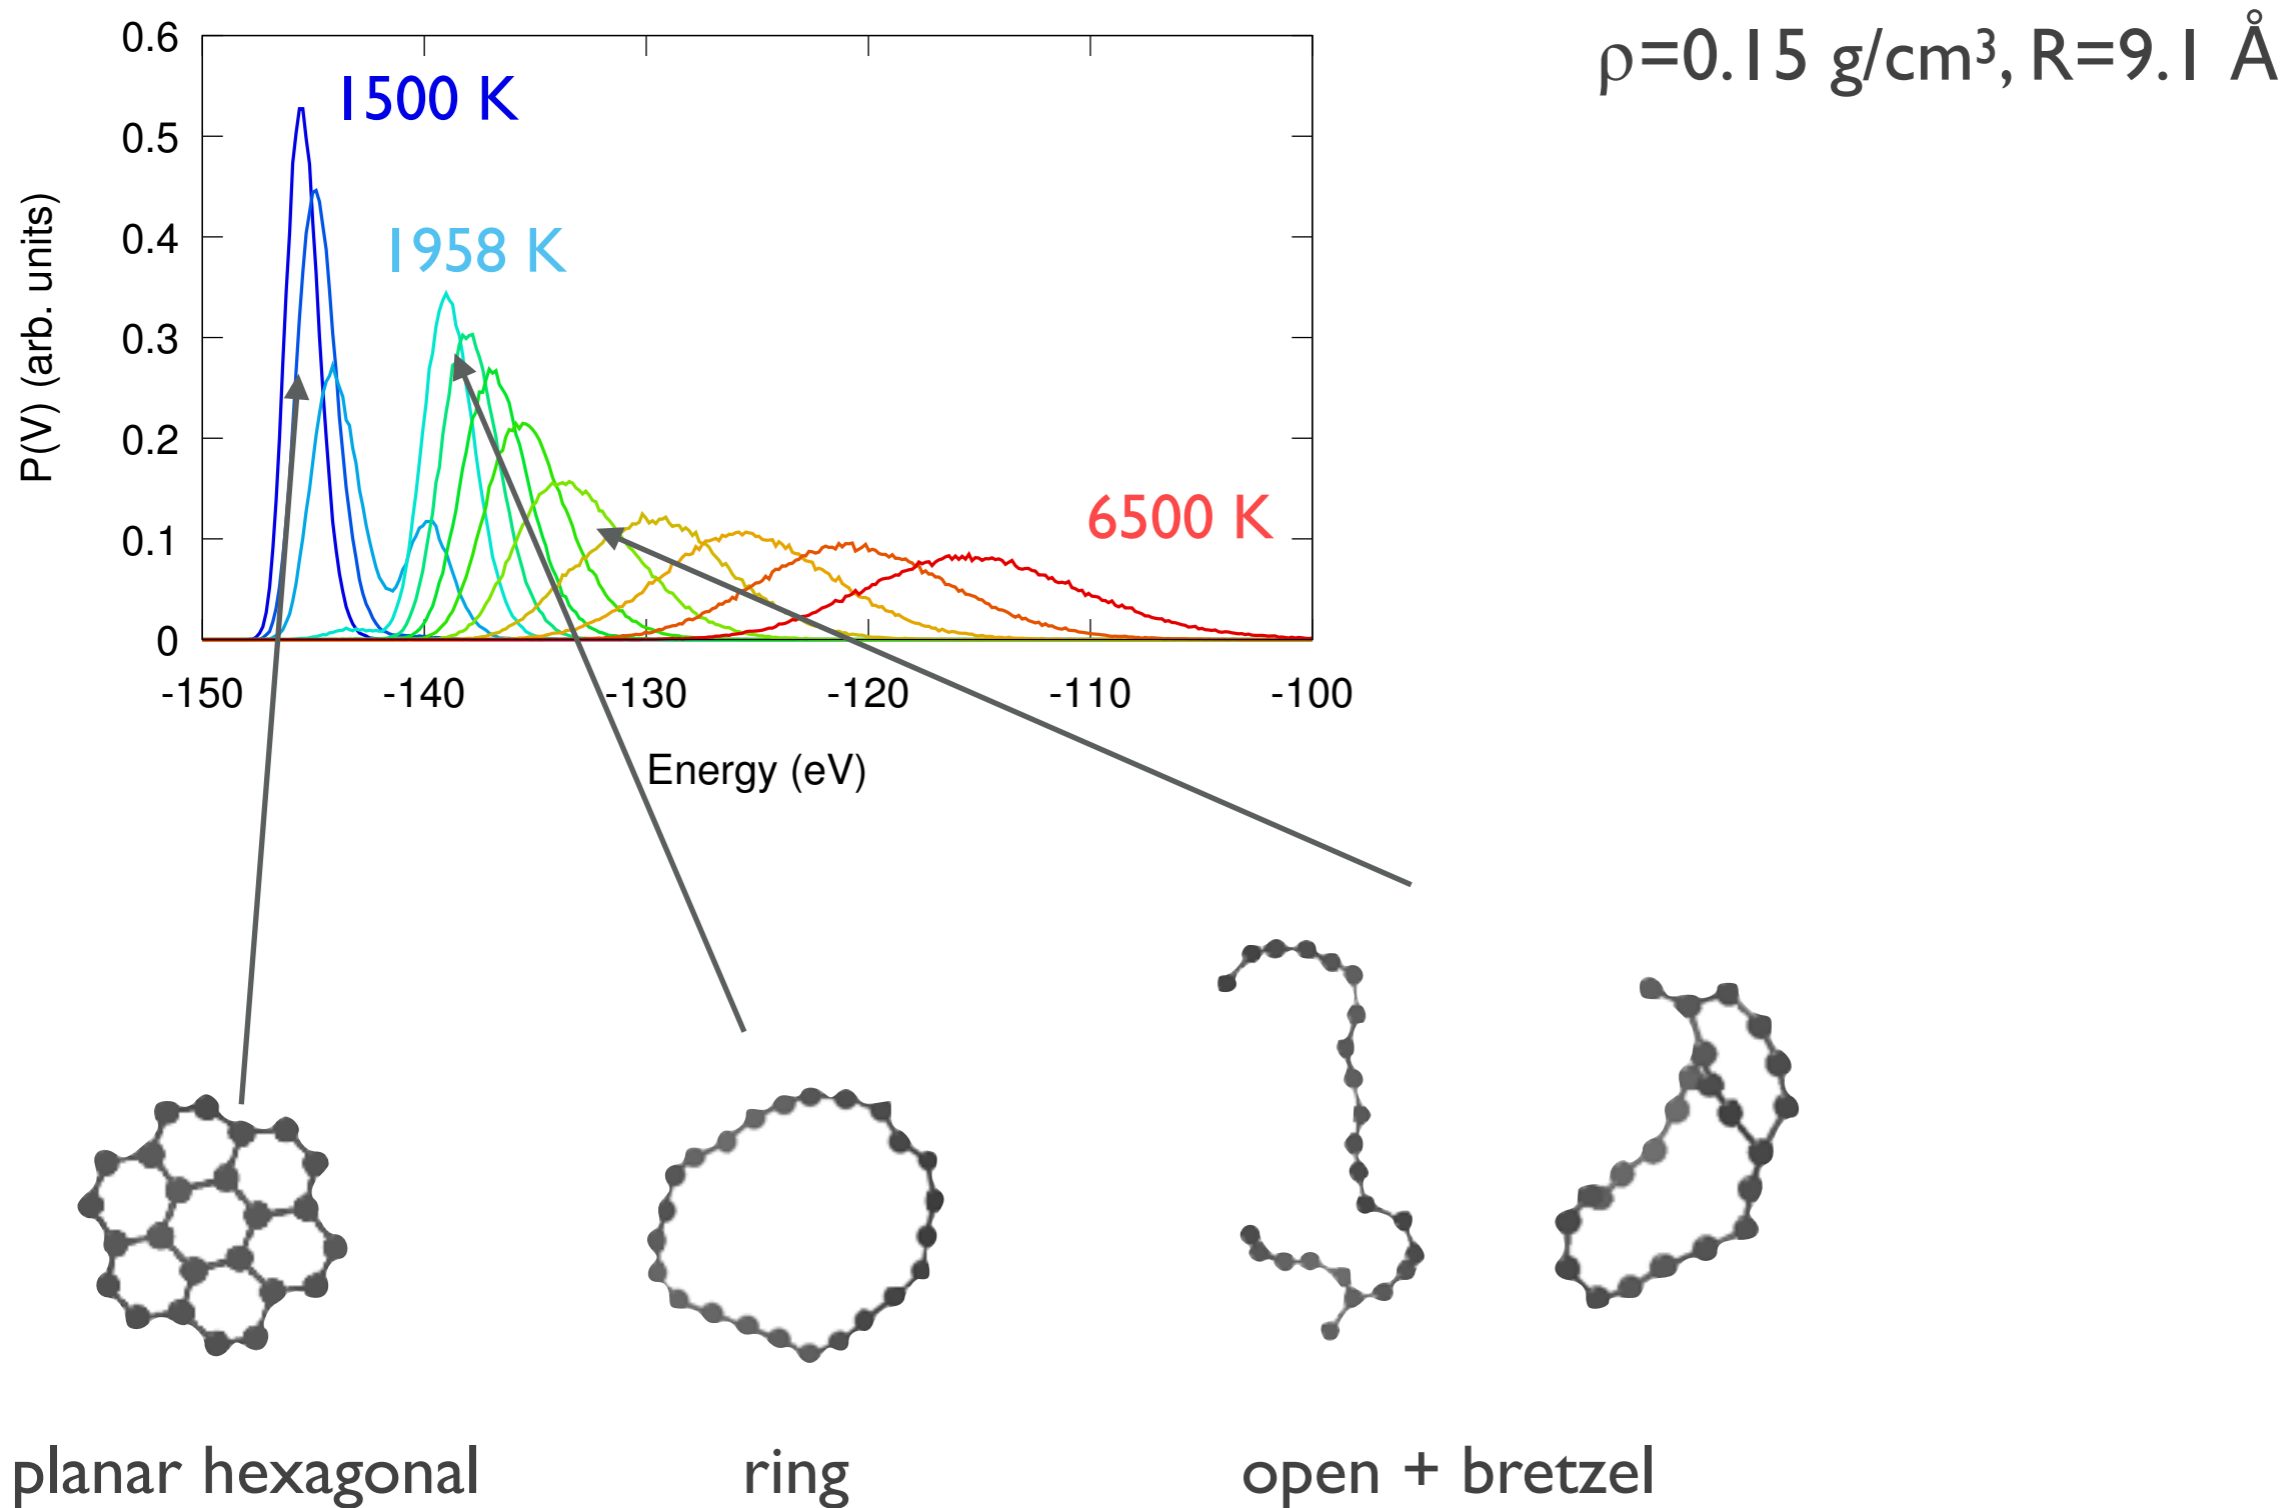 ρ=0.15 g/cm³, R=9.1 Å
0.6
1500 K
0.5
P(V) (arb. units)
0.4
1958 K
0.3
0.2
6500 K
0.1
0
-150 -140 -130 -120 -110 -100
Energy (eV)
planar hexagonal ring open + bretzel